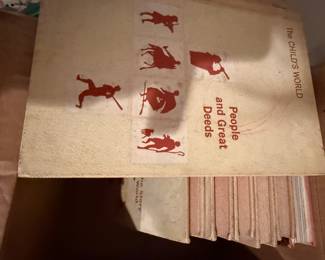 The CHILD'S WORLD
People
and Great
Deeds